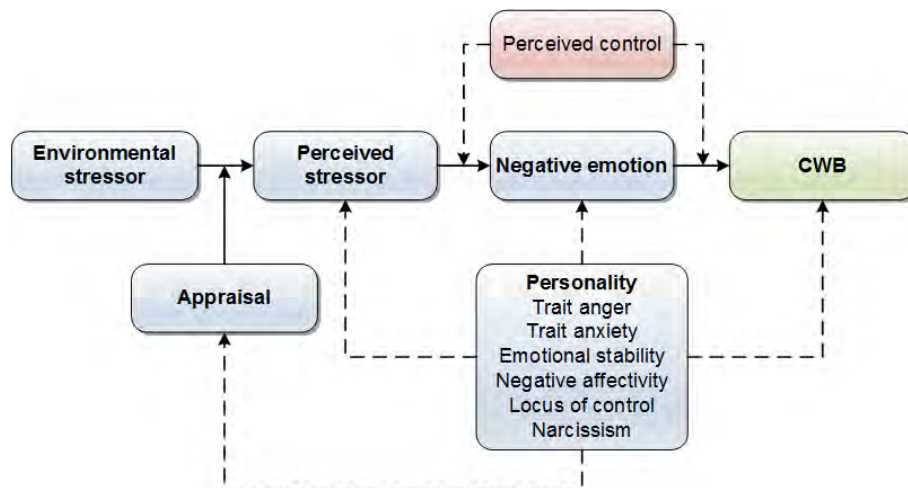 Perceived control
Environmental
stressor
Perceived
stressor
Negative emotion
CWB
Appraisal
Personality
Trait anger
Trait anxiety
Emotional stability
Negative affectivity
Locus of control
Narcissism